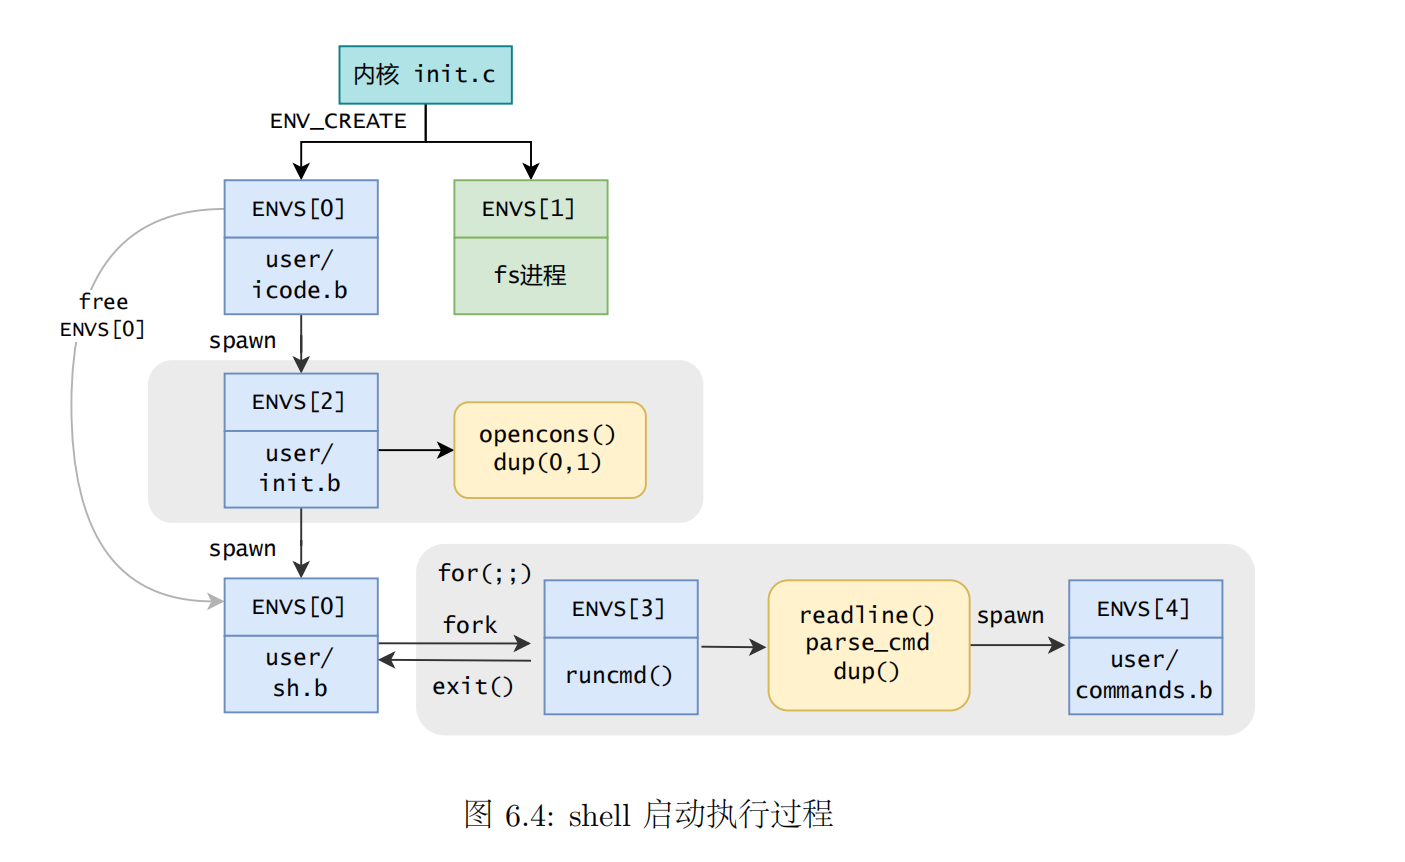 内核 init.c
ENV_CREATE
ENVS[0]
user/
icode.b
ENVS[1]
fs进程
free
ENVS[0]
spawn
ENVS[2]
user/
init.b
opencons()
dup(0,1)
spawn
ENVS[0]
user/
sh.b
for(;;)
fork
exit()
ENVS[3]
runcmd()
readline()
parse_cmd
dup()
spawn
ENVS[4]
user/
commands.b
图 6.4: shell 启动执行过程